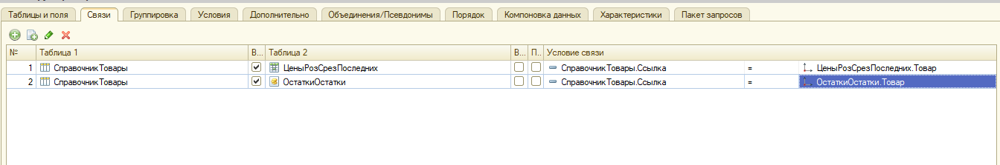 Таблицы и поля Связи Группировка Условия Дополнительно Объединения/Псевдонимы Порядок Компоновка данных Характеристики Пакет запросов
№ Таблица 1 В... Таблица 2 В... П... Условие связи
1 СправочникТовары ЦеныРозСрезПоследних СправочникТовары.Ссылка = ЦеныРозСрезПоследних.Товар
2 СправочникТовары ОстаткиОстатки СправочникТовары.Ссылка = ОстаткиОстатки.Товар